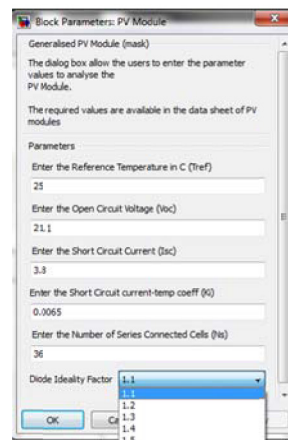 Block Parameters: PV Module
Generalised PV Module (mask)
The dialog box allow the users to enter the parameter
values to analyse the
PV Module.
The required values are available in the data sheet of PV
modules
Parameters
Enter the Reference Temperature in C (Tref)
25
Enter the Open Circuit Voltage (Voc)
21.1
Enter the Short Circuit Current (Isc)
3.8
Enter the Short Circuit current-temp coeff (Ki)
0.0065
Enter the Number of Series Connected Cells (Ns)
36
Diode Ideality Factor 1.1
1.1
1.2
1.3
1.4
1.5
OK